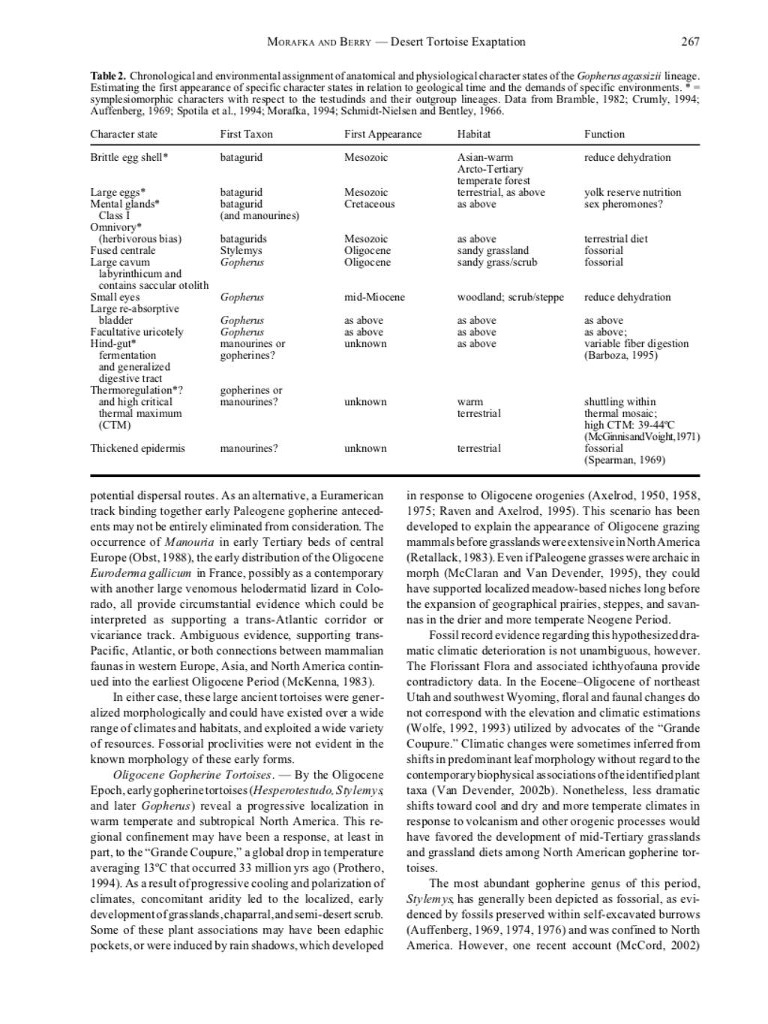 MORAFKA AND BERRY — Desert Tortoise Exaptation 267
Table 2. Chronological and environmental assignment of anatomical and physiological character states of the Gopherus agassizii lineage.
Estimating the first appearance of specific character states in relation to geological time and the demands of specific environments. * =
symplesiomorphic characters with respect to the testudinds and their outgroup lineages. Data from Bramble, 1982; Crumly, 1994;
Auffenberg, 1969; Spotila et al., 1994; Morafka, 1994; Schmidt-Nielsen and Bentley, 1966.
Character state First Taxon First Appearance Habitat Function
Brittle egg shell* batagurid Mesozoic Asian-warm reduce dehydration
Arcto-Tertiary
temperate forest
Large eggs* batagurid Mesozoic terrestrial, as above yolk reserve nutrition
Mental glands* batagurid Cretaceous as above sex pheromones?
Class I (and manourines)
Omnivory*
(herbivorous bias) batagurids Mesozoic as above terrestrial diet
Fused centrale Stylemys Oligocene sandy grassland fossorial
Large cavum Gopherus Oligocene sandy grass/scrub fossorial
labyrinthicum and
contains saccular otolith
Small eyes Gopherus mid-Miocene woodland; scrub/steppe reduce dehydration
Large re-absorptive
bladder Gopherus as above as above as above
Facultative uricotely Gopherus as above as above as above;
Hind-gut* manourines or unknown as above variable fiber digestion
fermentation gopherines? (Barboza, 1995)
and generalized
digestive tract
Thermoregulation*? gopherines or
and high critical manourines? unknown warm shuttling within
thermal maximum terrestrial thermal mosaic;
(CTM) high CTM: 39-44ºC
(McGinnis and Voight, 1971)
Thickened epidermis manourines? unknown terrestrial fossorial
(Spearman, 1969)
potential dispersal routes. As an alternative, a Euramerican
track binding together early Paleogene gopherine anteced-
ents may not be entirely eliminated from consideration. The
occurrence of Manouria in early Tertiary beds of central
Europe (Obst, 1988), the early distribution of the Oligocene
Euroderma gallicum in France, possibly as a contemporary
with another large venomous helodermatid lizard in Colo-
rado, all provide circumstantial evidence which could be
interpreted as supporting a trans-Atlantic corridor or
vicariance track. Ambiguous evidence, supporting trans-
Pacific, Atlantic, or both connections between mammalian
faunas in western Europe, Asia, and North America contin-
ued into the earliest Oligocene Period (McKenna, 1983).
In either case, these large ancient tortoises were gener-
alized morphologically and could have existed over a wide
range of climates and habitats, and exploited a wide variety
of resources. Fossorial proclivities were not evident in the
known morphology of these early forms.
Oligocene Gopherine Tortoises. — By the Oligocene
Epoch, early gopherine tortoises (Hesperotestudo, Stylemys,
and later Gopherus) reveal a progressive localization in
warm temperate and subtropical North America. This re-
gional confinement may have been a response, at least in
part, to the “Grande Coupure,” a global drop in temperature
averaging 13ºC that occurred 33 million yrs ago (Prothero,
1994). As a result of progressive cooling and polarization of
climates, concomitant aridity led to the localized, early
development of grasslands, chaparral, and semi-desert scrub.
Some of these plant associations may have been edaphic
pockets, or were induced by rain shadows, which developed
in response to Oligocene orogenies (Axelrod, 1950, 1958,
1975; Raven and Axelrod, 1995). This scenario has been
developed to explain the appearance of Oligocene grazing
mammals before grasslands were extensive in North America
(Retallack, 1983). Even if Paleogene grasses were archaic in
morph (McClaran and Van Devender, 1995), they could
have supported localized meadow-based niches long before
the expansion of geographical prairies, steppes, and savan-
nas in the drier and more temperate Neogene Period.
Fossil record evidence regarding this hypothesized dra-
matic climatic deterioration is not unambiguous, however.
The Florissant Flora and associated ichthyofauna provide
contradictory data. In the Eocene–Oligocene of northeast
Utah and southwest Wyoming, floral and faunal changes do
not correspond with the elevation and climatic estimations
(Wolfe, 1992, 1993) utilized by advocates of the “Grande
Coupure.” Climatic changes were sometimes inferred from
shifts in predominant leaf morphology without regard to the
contemporary biophysical associations of the identified plant
taxa (Van Devender, 2002b). Nonetheless, less dramatic
shifts toward cool and dry and more temperate climates in
response to volcanism and other orogenic processes would
have favored the development of mid-Tertiary grasslands
and grassland diets among North American gopherine tor-
toises.
The most abundant gopherine genus of this period,
Stylemys, has generally been depicted as fossorial, as evi-
denced by fossils preserved within self-excavated burrows
(Auffenberg, 1969, 1974, 1976) and was confined to North
America. However, one recent account (McCord, 2002)